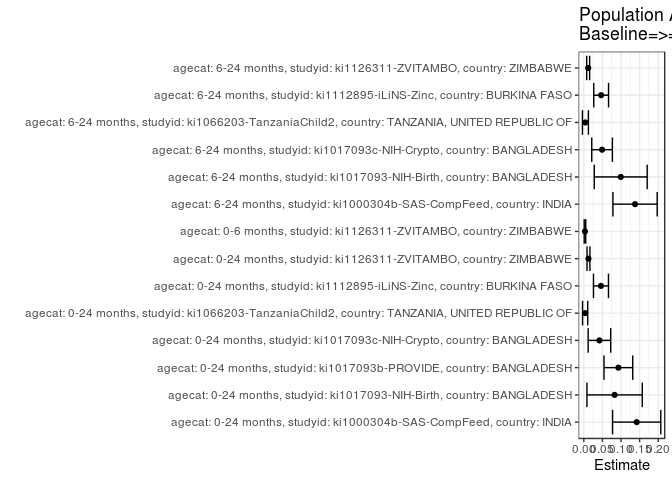 Population
Baseline=>
agecat: 6-24 months, studyid: ki1126311-ZVITAMBO, country: ZIMBABWE
agecat: 6-24 months, studyid: ki1112895-iLiNS-Zinc, country: BURKINA FASO
agecat: 6-24 months, studyid: ki1066203-TanzaniaChild2, country: TANZANIA, UNITED REPUBLIC OF
agecat: 6-24 months, studyid: ki1017093c-NIH-Crypto, country: BANGLADESH
agecat: 6-24 months, studyid: ki1017093-NIH-Birth, country: BANGLADESH
agecat: 6-24 months, studyid: ki1000304b-SAS-CompFeed, country: INDIA
agecat: 0-6 months, studyid: ki1126311-ZVITAMBO, country: ZIMBABWE
agecat: 0-24 months, studyid: ki1126311-ZVITAMBO, country: ZIMBABWE
agecat: 0-24 months, studyid: ki1112895-iLiNS-Zinc, country: BURKINA FASO
agecat: 0-24 months, studyid: ki1066203-TanzaniaChild2, country: TANZANIA, UNITED REPUBLIC OF
agecat: 0-24 months, studyid: ki1017093c-NIH-Crypto, country: BANGLADESH
agecat: 0-24 months, studyid: ki1017093b-PROVIDE, country: BANGLADESH
agecat: 0-24 months, studyid: ki1017093-NIH-Birth, country: BANGLADESH
agecat: 0-24 months, studyid: ki1000304b-SAS-CompFeed, country: INDIA
0.00 0.05 0.10 0.15 0.20
Estimate